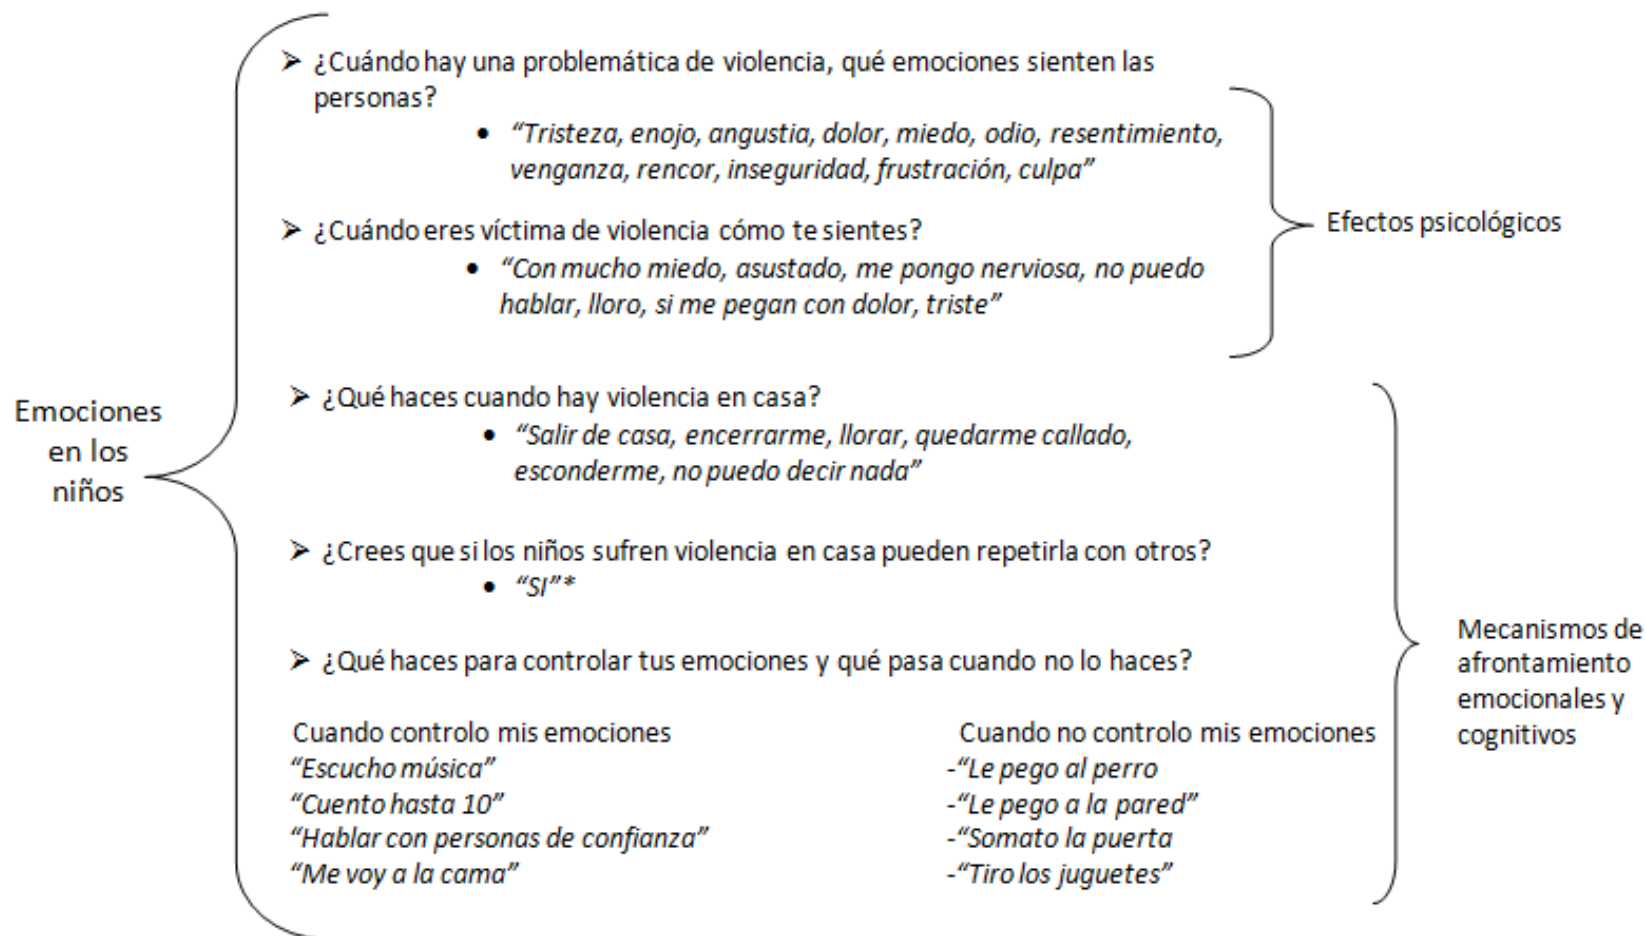 Emociones
en los
niños
➤ ¿Cuándo hay una problemática de violencia, qué emociones sienten las
personas?
• “Tristeza, enojo, angustia, dolor, miedo, odio, resentimiento,
venganza, rencor, inseguridad, frustración, culpa”
➤ ¿Cuándo eres víctima de violencia cómo te sientes?
• “Con mucho miedo, asustado, me pongo nerviosa, no puedo
hablar, lloro, si me pegan con dolor, triste”
Efectos psicológicos
➤ ¿Qué haces cuando hay violencia en casa?
• “Salir de casa, encerrarme, llorar, quedarme callado,
esconderme, no puedo decir nada”
➤ ¿Crees que si los niños sufren violencia en casa pueden repetirla con otros?
• “SI”*
➤ ¿Qué haces para controlar tus emociones y qué pasa cuando no lo haces?
Cuando controlo mis emociones
“Escucho música”
“Cuento hasta 10”
“Hablar con personas de confianza”
“Me voy a la cama”
Cuando no controlo mis emociones
-“Le pego al perro
-“Le pego a la pared”
-“Somato la puerta
-“Tiro los juguetes”
Mecanismos de
afrontamiento
emocionales y
cognitivos